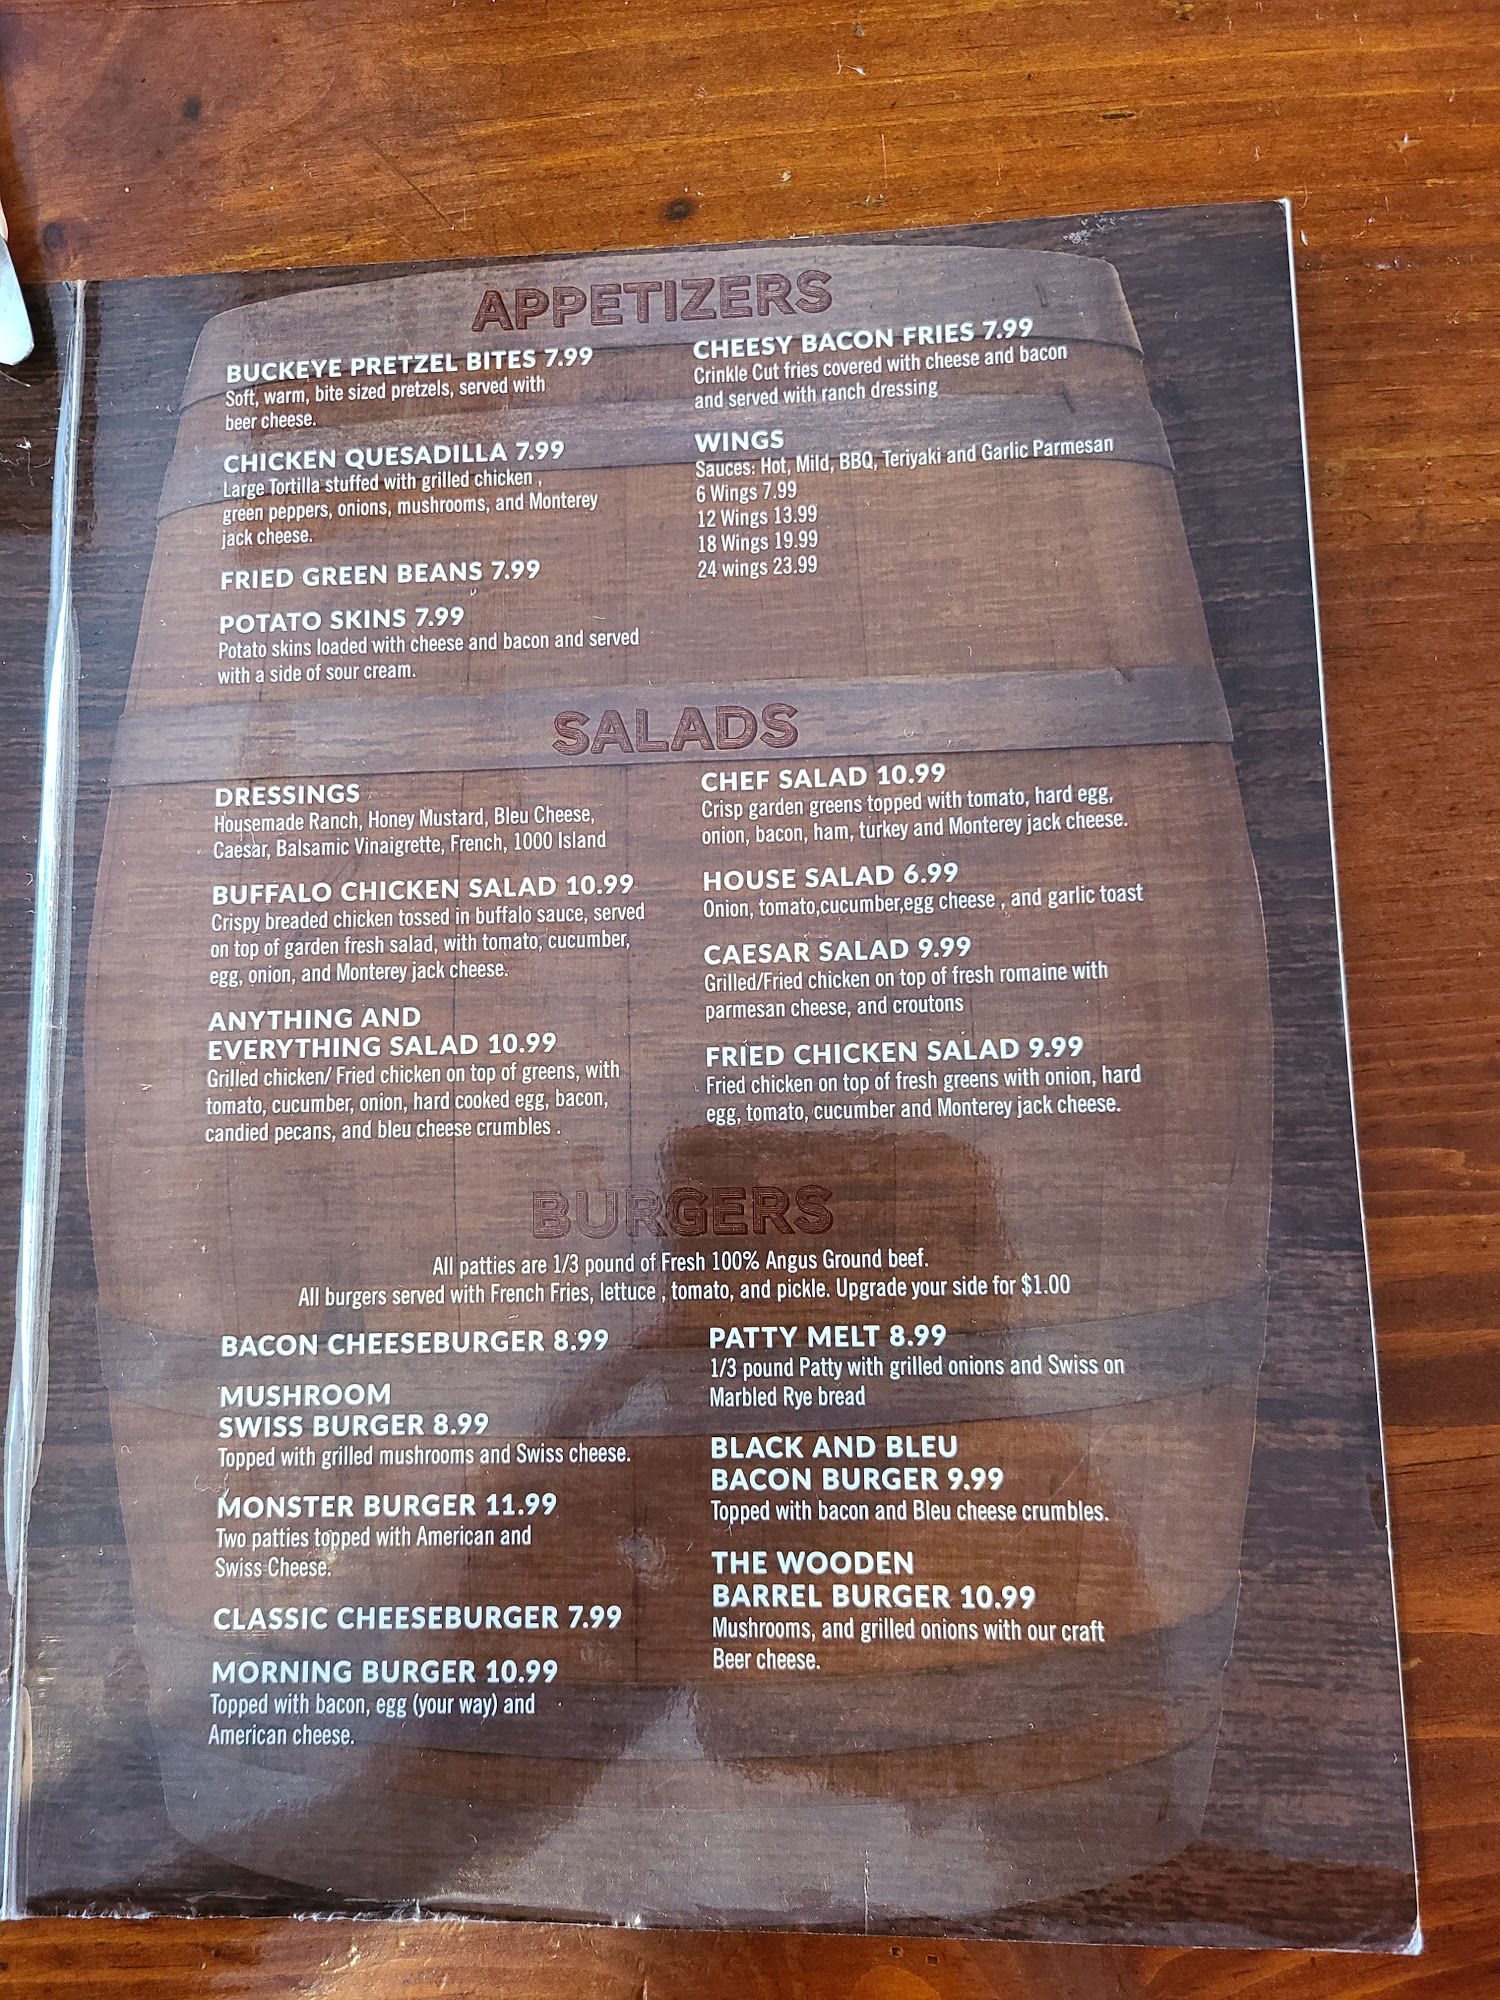 APPETIZERS
BUCKEYE PRETZEL BITES 7.99
Soft, warm, bite sized pretzels, served with
beer cheese.
CHICKEN QUESADILLA 7.99
Large Tortilla stuffed with grilled chicken ,
green peppers, onions, mushrooms, and Monterey
jack cheese.
FRIED GREEN BEANS 7.99
POTATO SKINS 7.99
Potato skins loaded with cheese and bacon and served
with a side of sour cream.
CHEESY BACON FRIES 7.99
Crinkle Cut fries covered with cheese and bacon
and served with ranch dressing
WINGS
Sauces: Hot, Mild, BBQ, Teriyaki and Garlic Parmesan
6 Wings 7.99
12 Wings 13.99
18 Wings 19.99
24 wings 23.99
SALADS
DRESSINGS
Housemade Ranch, Honey Mustard, Bleu Cheese,
Caesar, Balsamic Vinaigrette, French, 1000 Island
BUFFALO CHICKEN SALAD 10.99
Crispy breaded chicken tossed in buffalo sauce, served
on top of garden fresh salad, with tomato, cucumber,
egg, onion, and Monterey jack cheese.
ANYTHING AND
EVERYTHING SALAD 10.99
Grilled chicken/ Fried chicken on top of greens, with
tomato, cucumber, onion, hard cooked egg, bacon,
candied pecans, and bleu cheese crumbles .
CHEF SALAD 10.99
Crisp garden greens topped with tomato, hard egg,
onion, bacon, ham, turkey and Monterey jack cheese.
HOUSE SALAD 6.99
Onion, tomato,cucumber,egg cheese , and garlic toast
CAESAR SALAD 9.99
Grilled/Fried chicken on top of fresh romaine with
parmesan cheese, and croutons
FRIED CHICKEN SALAD 9.99
Fried chicken on top of fresh greens with onion, hard
egg, tomato, cucumber and Monterey jack cheese.
BURGERS
All patties are 1/3 pound of Fresh 100% Angus Ground beef.
All burgers served with French Fries, lettuce , tomato, and pickle. Upgrade your side for $1.00
BACON CHEESEBURGER 8.99
MUSHROOM
SWISS BURGER 8.99
Topped with grilled mushrooms and Swiss cheese.
MONSTER BURGER 11.99
Two patties topped with American and
Swiss Cheese.
CLASSIC CHEESEBURGER 7.99
MORNING BURGER 10.99
Topped with bacon, egg (your way) and
American cheese.
PATTY MELT 8.99
1/3 pound Patty with grilled onions and Swiss on
Marbled Rye bread
BLACK AND BLEU
BACON BURGER 9.99
Topped with bacon and Bleu cheese crumbles.
THE WOODEN
BARREL BURGER 10.99
Mushrooms, and grilled onions with our craft
Beer cheese.